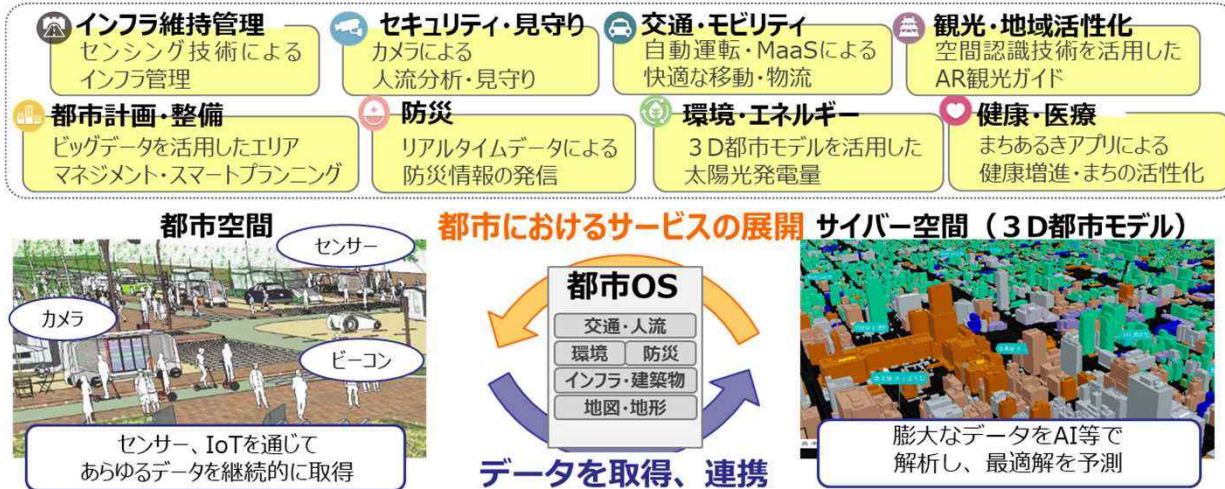 インフラ維持管理
センシング技術による
インフラ管理
セキュリティ・見守り
カメラによる
人流分析・見守り
交通・モビリティ
自動運転・MaaSによる
快適な移動・物流
観光・地域活性化
空間認識技術を活用した
AR観光ガイド
都市計画・整備
ビッグデータを活用したエリア
マネジメント・スマートプランニング
防災
リアルタイムデータによる
防災情報の発信
環境・エネルギー
３D都市モデルを活用した
太陽光発電量
健康・医療
まちあるきアプリによる
健康増進・まちの活性化
都市空間
センサー
カメラ
ビーコン
センサー、IoTを通じて
あらゆるデータを継続的に取得
都市におけるサービスの展開
都市OS
交通・人流
環境
防災
インフラ・建築物
地図・地形
データを取得、連携
サイバー空間（３D都市モデル）
膨大なデータをAI等で
解析し、最適解を予測